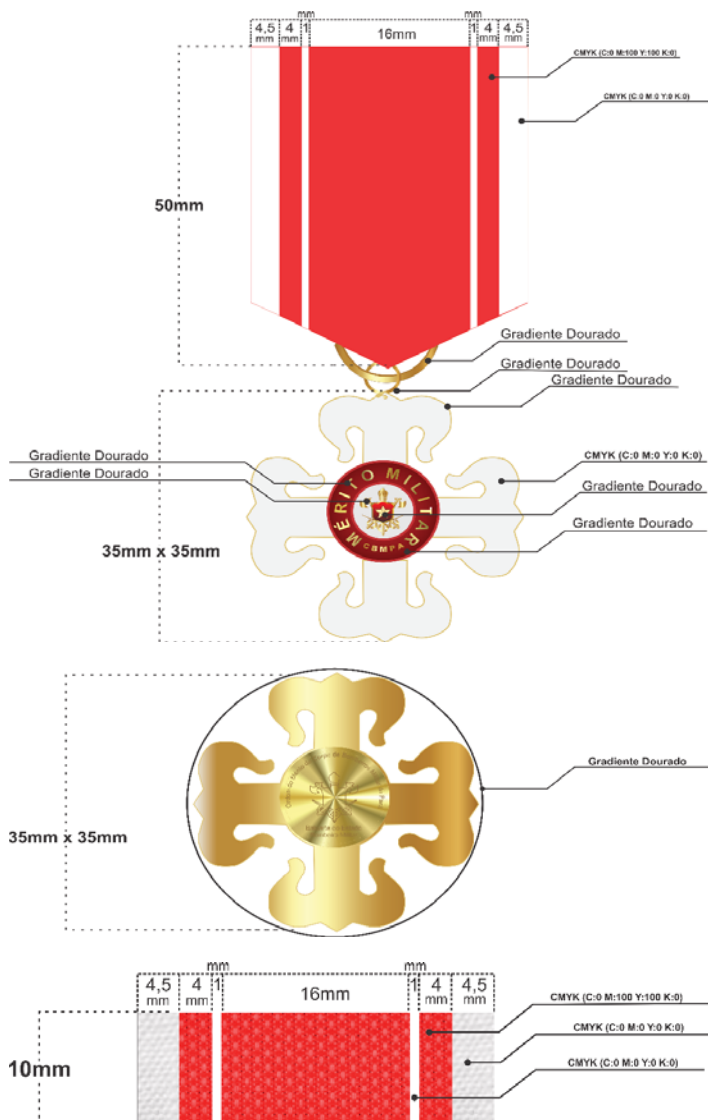 mm mm
4,5 mm 4 mm 1 16mm 1 4 mm 4,5 mm
CMYK (C:0 M:100 Y:100 K:0)
CMYK (C:0 M:0 Y:0 K:0)
50mm
Gradiente Dourado
Gradiente Dourado
Gradiente Dourado
Gradiente Dourado
CMYK (C:0 M:0 Y:0 K:0)
Gradiente Dourado
MÉRITO MILITAR
CBMPA
Gradiente Dourado
Gradiente Dourado
35mm x 35mm
Gradiente Dourado
35mm x 35mm
mm mm
4,5 mm 4 mm 1 16mm 1 4 mm 4,5 mm
CMYK (C:0 M:100 Y:100 K:0)
CMYK (C:0 M:0 Y:0 K:0)
CMYK (C:0 M:0 Y:0 K:0)
10mm